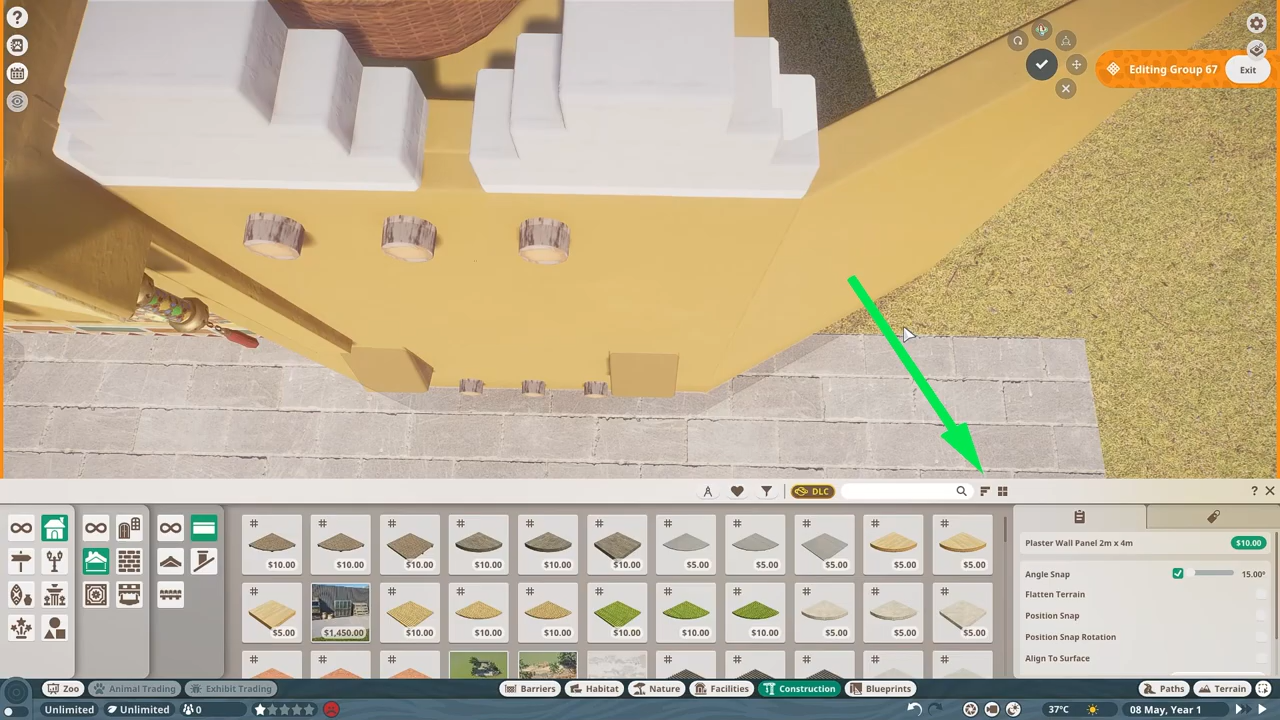 ?
Editing Group 67
Exit
DLC
?
$10.00 $10.00 $10.00 $10.00 $10.00 $10.00 $5.00 $5.00 $5.00 $5.00 $5.00
$5.00 $1,450.00 $10.00 $10.00 $10.00 $10.00 $10.00 $10.00 $5.00 $5.00 $5.00
Plaster Wall Panel 2m x 4m $10.00
Angle Snap 15.00°
Flatten Terrain
Position Snap
Position Snap Rotation
Align To Surface
Zoo Animal Trading Exhibit Trading Barriers Habitat Nature Facilities Construction Blueprints Paths Terrain
Unlimited Unlimited 0 37°C 08 May, Year 1